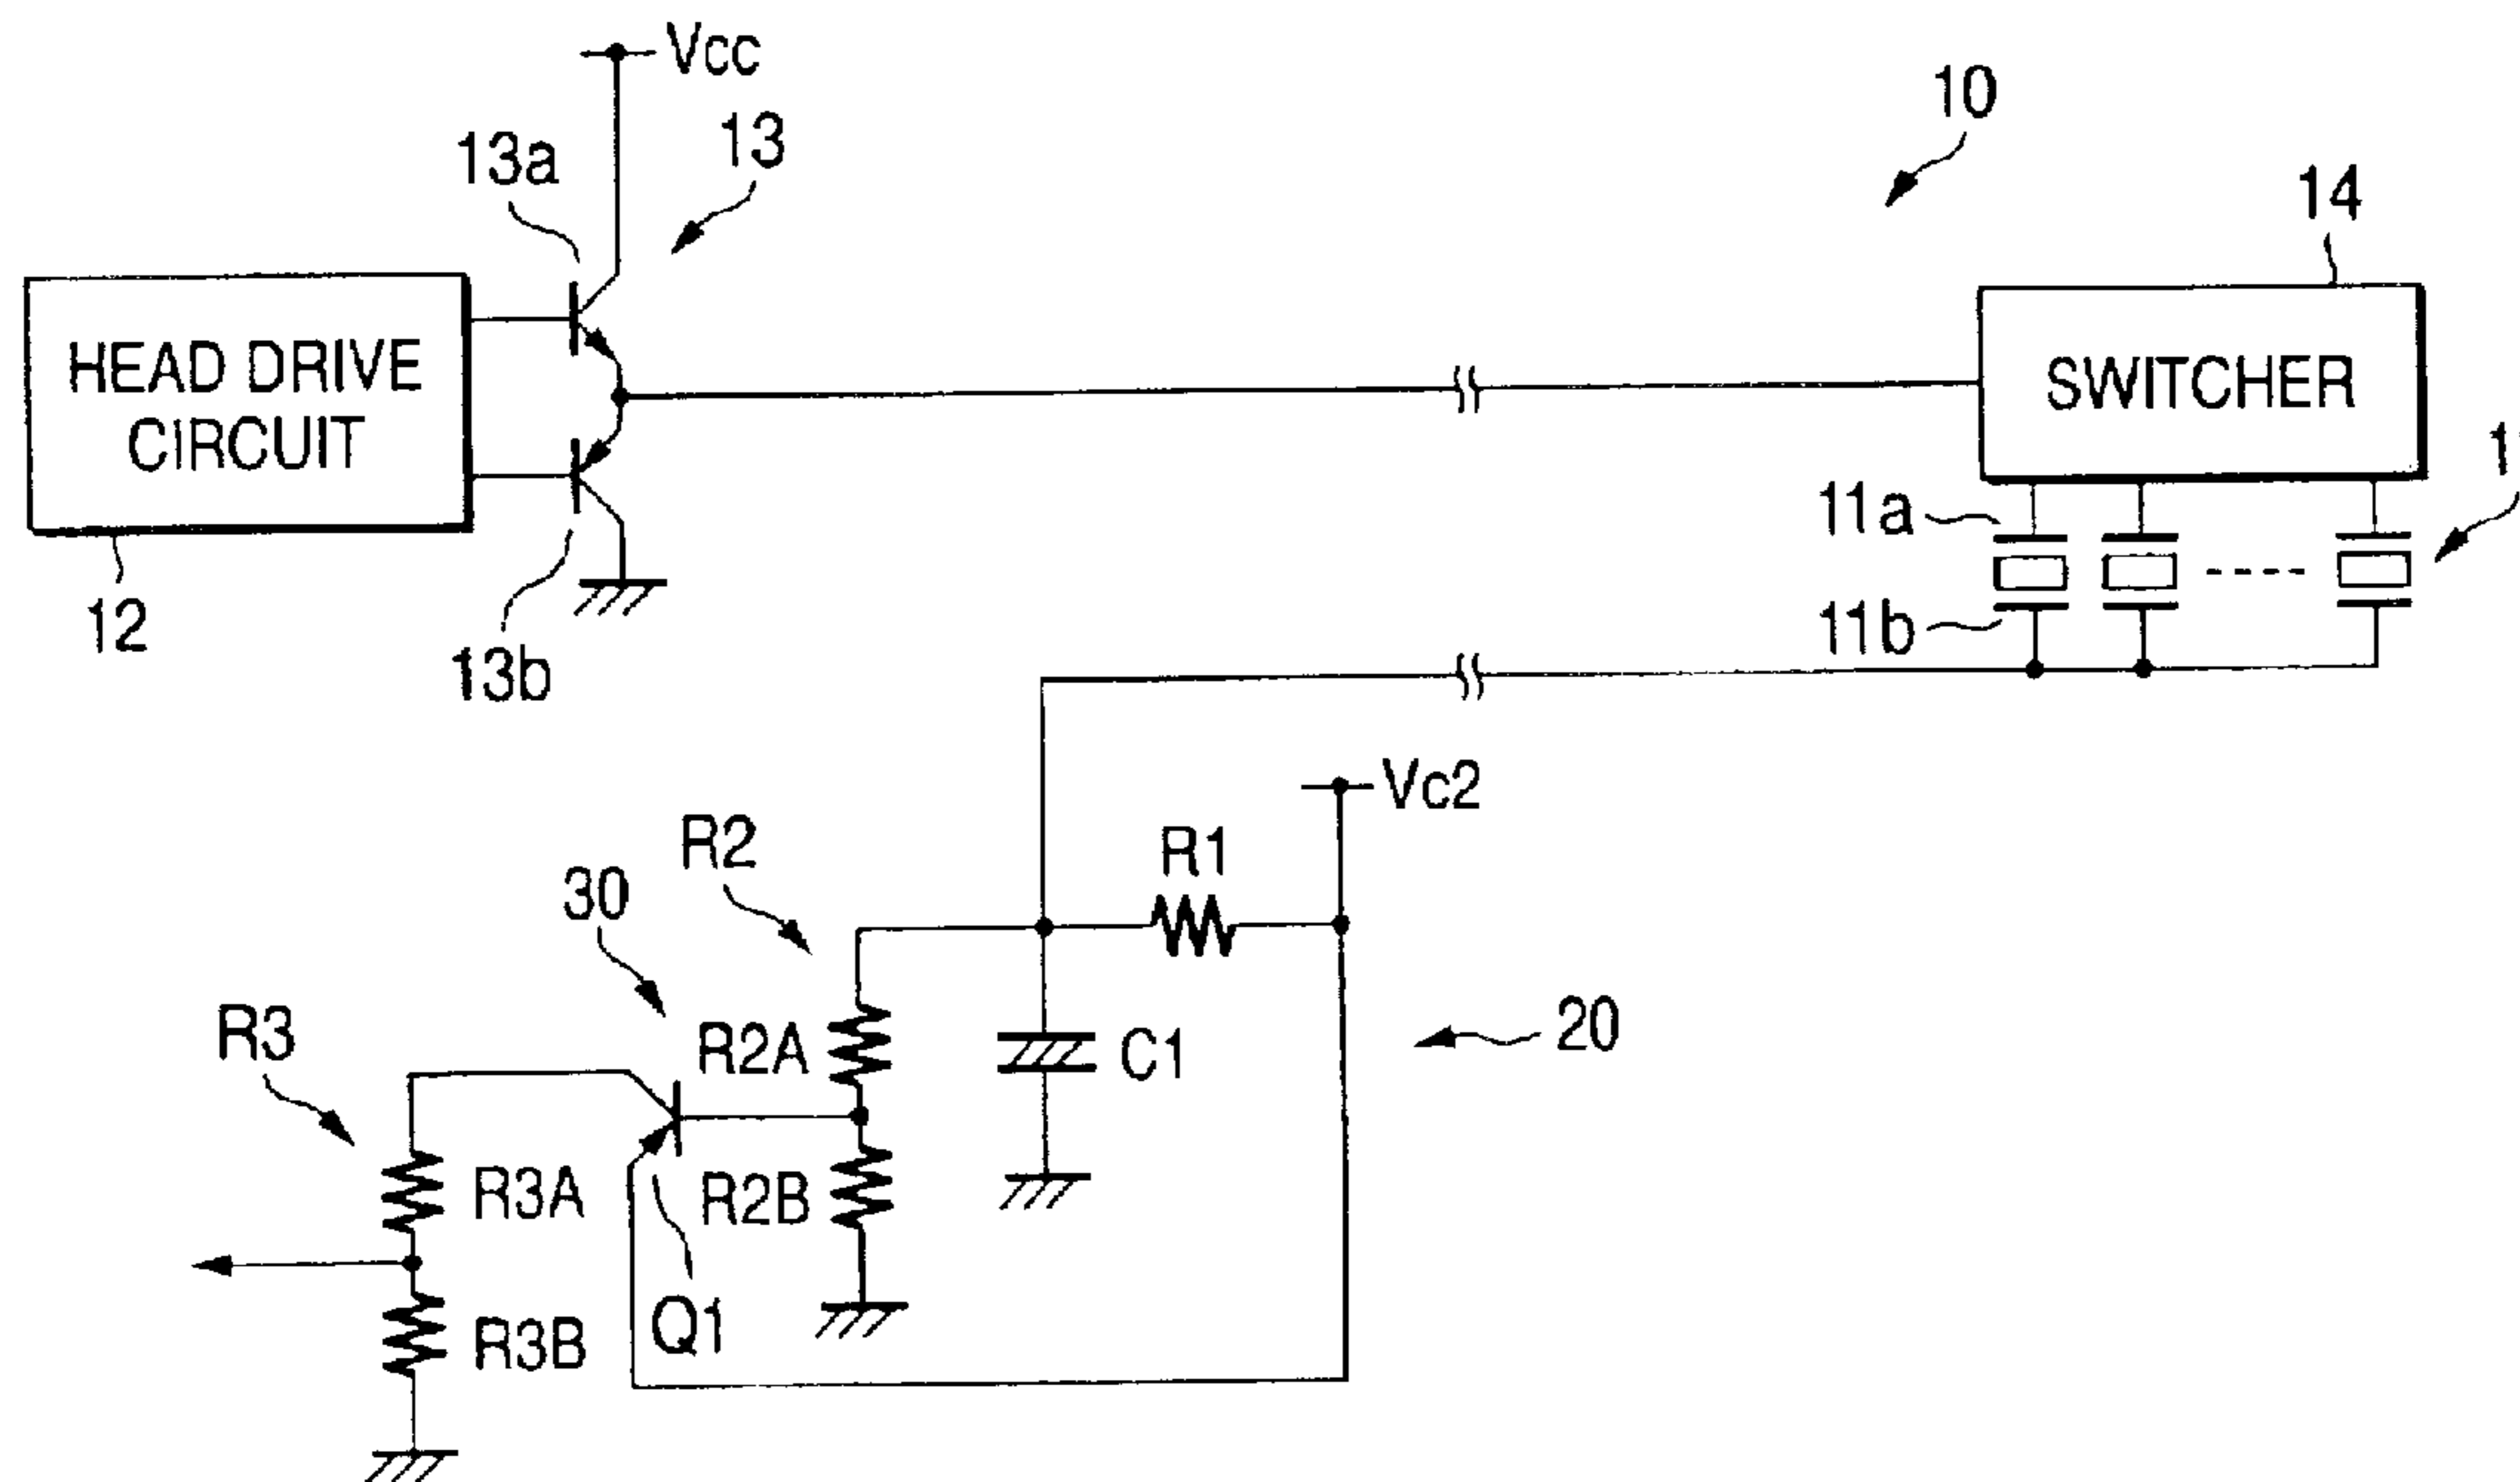 Vcc
10
13
13a
14
HEAD DRIVE
CIRCUIT
SWITCHER
11a
12
11b
13b
Vc2
R2
R1
30
R3
R2A
C1
20
R3A
R2B
Q1
R3B